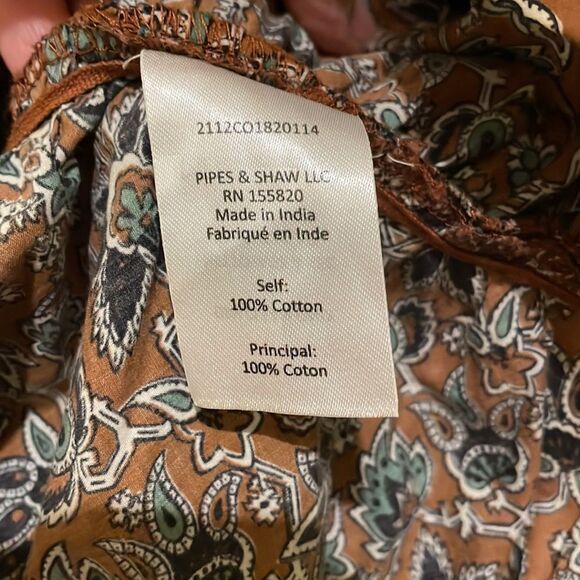 2112CO1820114
PIPES & SHAW LLC
RN 155820
Made in India
Fabriqué en Inde
Self:
100% Cotton
Principal:
100% Coton